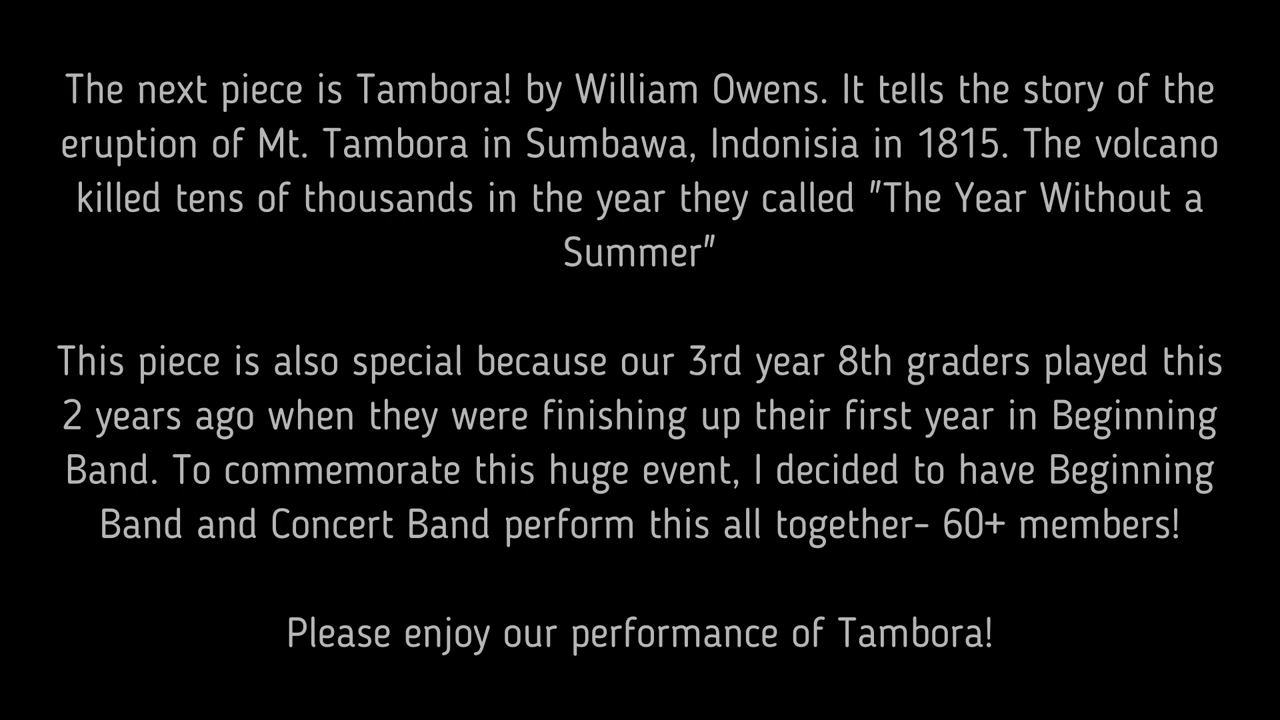 The next piece is Tambora! by William Owens. It tells the story of the
eruption of Mt. Tambora in Sumbawa, Indonisia in 1815. The volcano
killed tens of thousands in the year they called "The Year Without a
Summer"
This piece is also special because our 3rd year 8th graders played this
2 years ago when they were finishing up their first year in Beginning
Band. To commemorate this huge event, I decided to have Beginning
Band and Concert Band perform this all together- 60+ members!
Please enjoy our performance of Tambora!